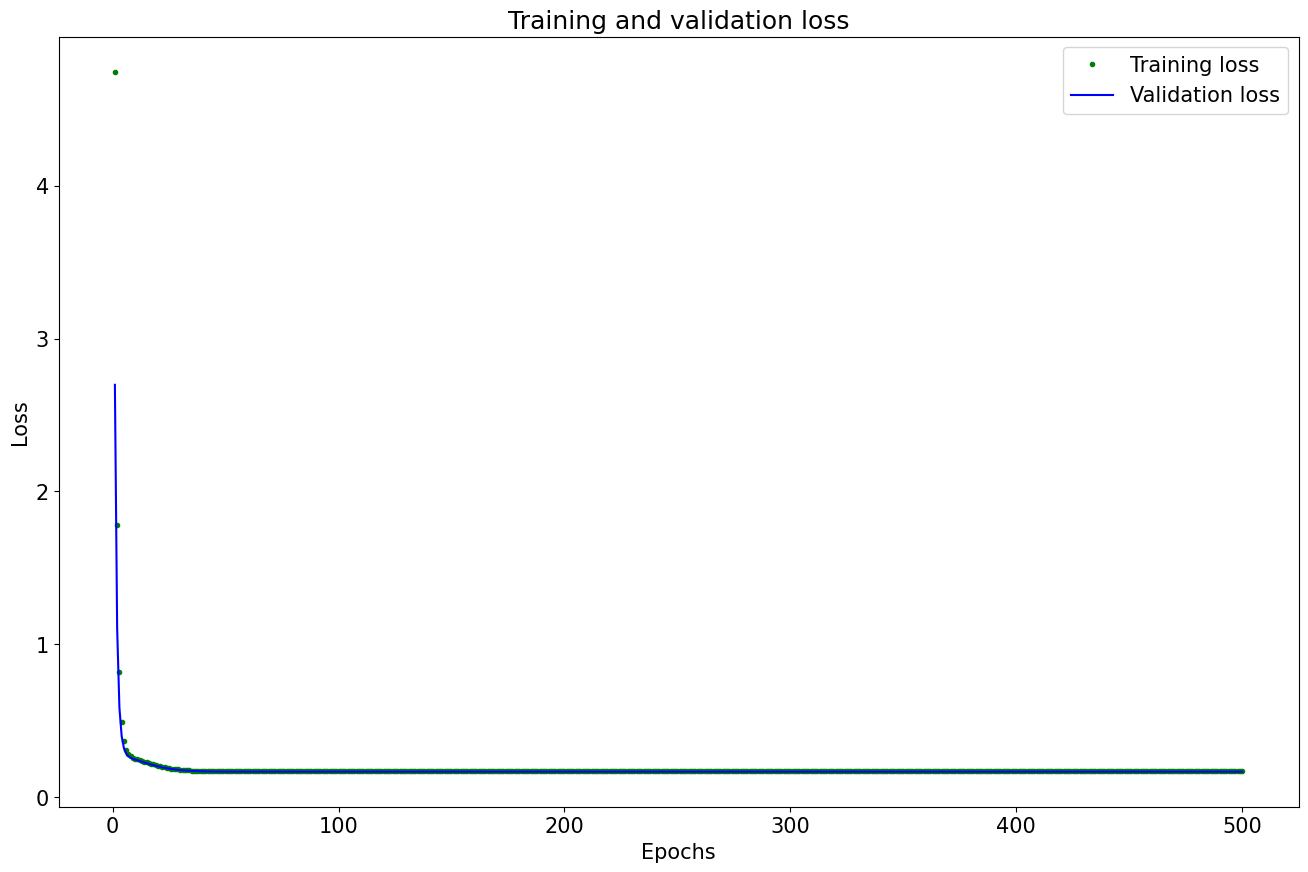 Training and validation loss
Training loss
Validation loss
4
3
2
1
0
Loss
0 100 200 300 400 500
Epochs